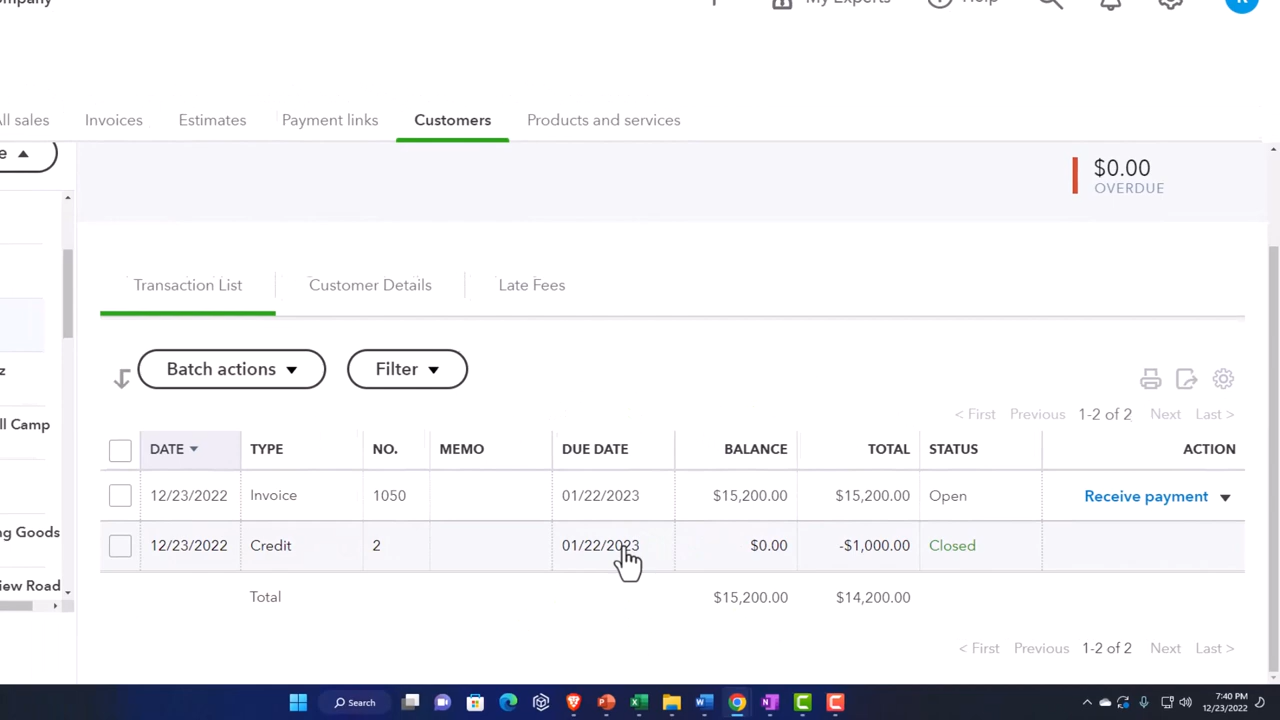 All sales Invoices Estimates Payment links Customers Products and services
$0.00
OVERDUE
Transaction List Customer Details Late Fees
Batch actions Filter
< First Previous 1-2 of 2 Next Last >
DATE TYPE NO. MEMO DUE DATE BALANCE TOTAL STATUS ACTION
12/23/2022 Invoice 1050 01/22/2023 $15,200.00 $15,200.00 Open Receive payment
12/23/2022 Credit 2 01/22/2023 $0.00 -$1,000.00 Closed
Total $15,200.00 $14,200.00
< First Previous 1-2 of 2 Next Last >
z
ll Camp
ng Goods
iew Road
Search
7:40 PM
12/23/2022